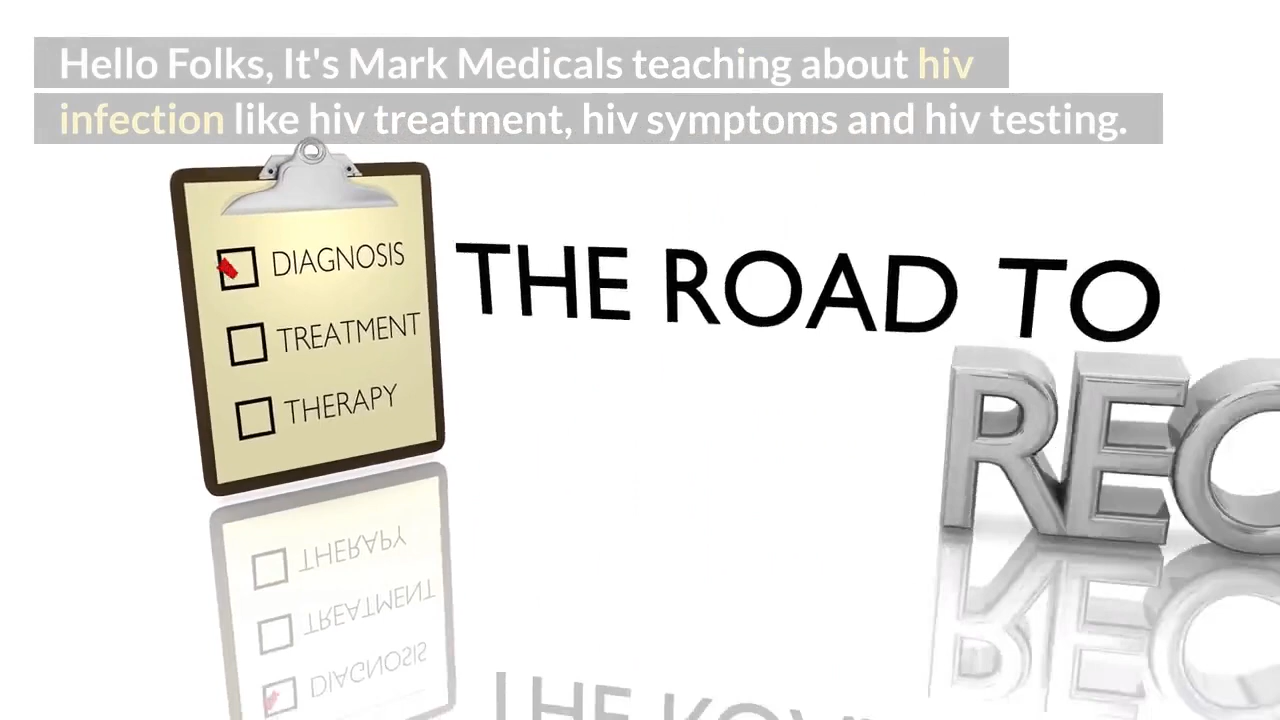 Hello Folks, It's Mark Medicals teaching about hiv
infection like hiv treatment, hiv symptoms and hiv testing.
DIAGNOSIS
TREATMENT
THERAPY
THE ROAD TO
REC